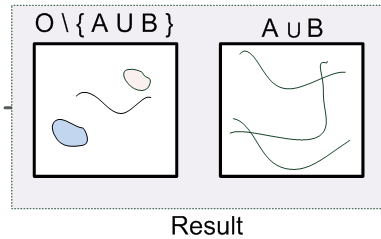 O \ { A U B }
A ∪ B
Result